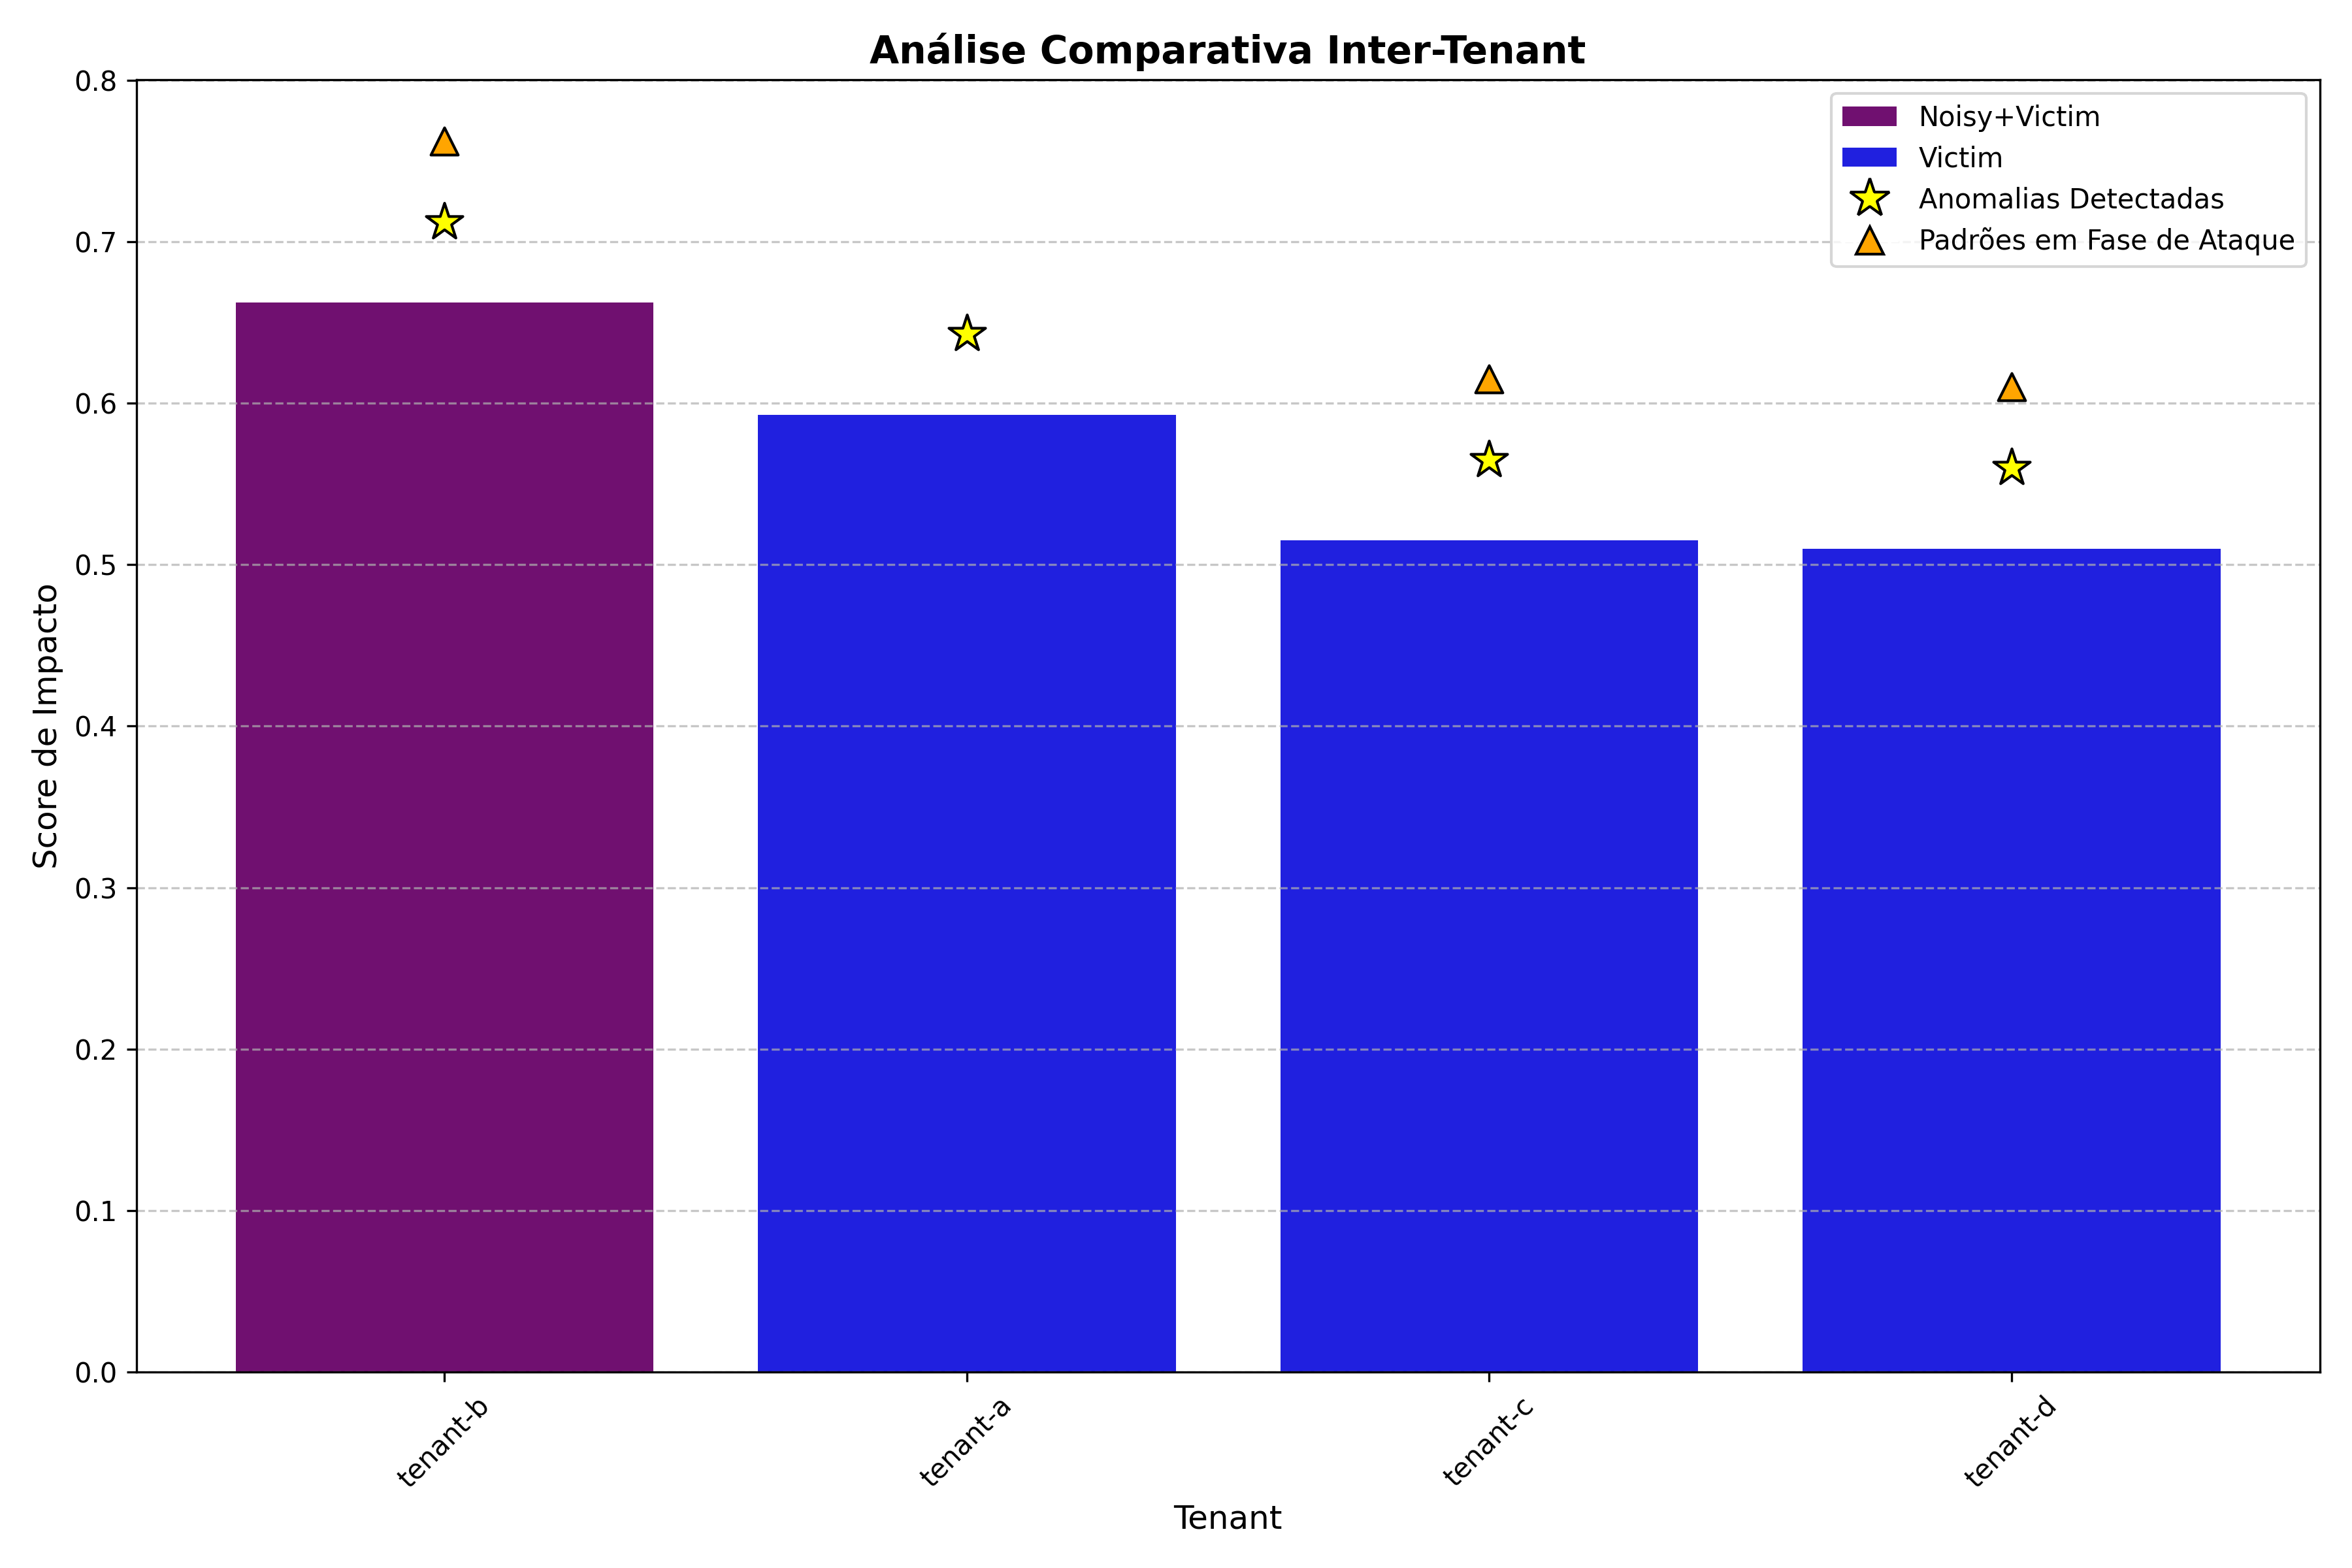 Análise Comparativa Inter-Tenant
Noisy+Victim
Victim
Anomalias Detectadas
Padrões em Fase de Ataque
Score de Impacto
0.8
0.7
0.6
0.5
0.4
0.3
0.2
0.1
0.0
tenant-b
tenant-a
tenant-c
tenant-d
Tenant